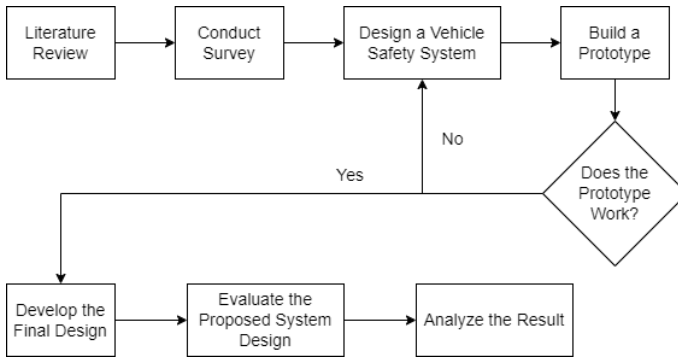 Literature
Review
Conduct
Survey
Design a Vehicle
Safety System
Build a
Prototype
No
Yes
Does the
Prototype
Work?
Develop the
Final Design
Evaluate the
Proposed System
Design
Analyze the Result